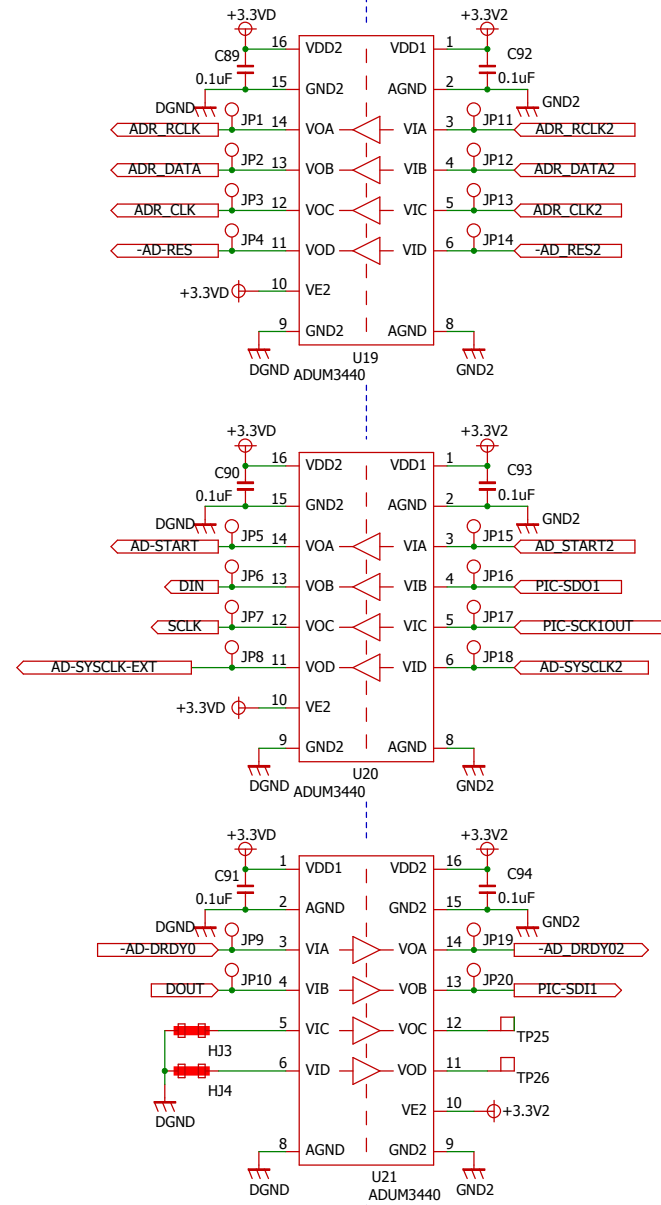 +3.3VD +3.3V2
16 VDD2 VDD1 1
C89 C92
0.1uF 15 GND2 AGND 2 0.1uF
DGND GND2
JP1 JP11
ADR_RCLK 14 VOA VIA 3 ADR_RCLK2
JP2 JP12
ADR_DATA 13 VOB VIB 4 ADR_DATA2
JP3 JP13
ADR_CLK 12 VOC VIC 5 ADR_CLK2
JP4 JP14
-AD-RES 11 VOD VID 6 -AD_RES2
+3.3VD 10 VE2
9 GND2 AGND 8
DGND U19 GND2
ADUM3440
+3.3VD +3.3V2
16 VDD2 VDD1 1
C90 C93
0.1uF 15 GND2 AGND 2 0.1uF
DGND GND2
JP5 JP15
AD-START 14 VOA VIA 3 AD_START2
JP6 JP16
DIN 13 VOB VIB 4 PIC-SDO1
JP7 JP17
SCLK 12 VOC VIC 5 PIC-SCK1OUT
JP8 JP18
AD-SYSCLK-EXT 11 VOD VID 6 AD-SYSCLK2
+3.3VD 10 VE2
9 GND2 AGND 8
DGND U20 GND2
ADUM3440
+3.3VD +3.3V2
1 VDD1 VDD2 16
C91 C94
0.1uF 2 AGND GND2 15 0.1uF
DGND GND2
JP9 JP19
-AD-DRDY0 3 VIA VOA 14 -AD_DRDY02
JP10 JP20
DOUT 4 VIB VOB 13 PIC-SDI1
5 VIC VOC 12
HJ3 TP25
6 VID VOD 11
HJ4 TP26
DGND VE2 10 +3.3V2
8 AGND GND2 9
DGND U21 GND2
ADUM3440